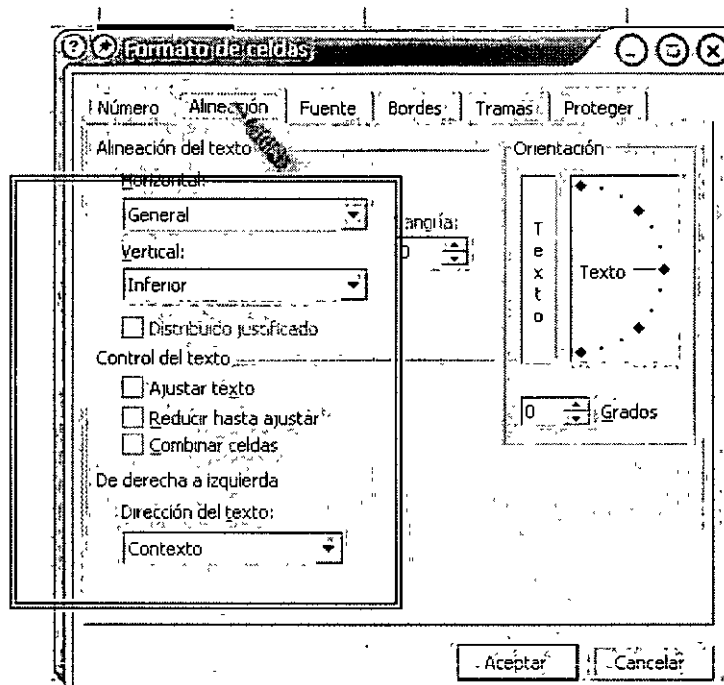 Formato de celdas
Número Alineación Fuente Bordes Tramas Proteger
Alineación del texto
Orientación
Horizontal:
General
angría:
0
Vertical:
Inferior
Distribuido justificado
Texto
Texto
Control del texto
Ajustar texto
Reducir hasta ajustar
Combinar celdas
0 Grados
De derecha a izquierda
Dirección del texto:
Contexto
Aceptar Cancelar